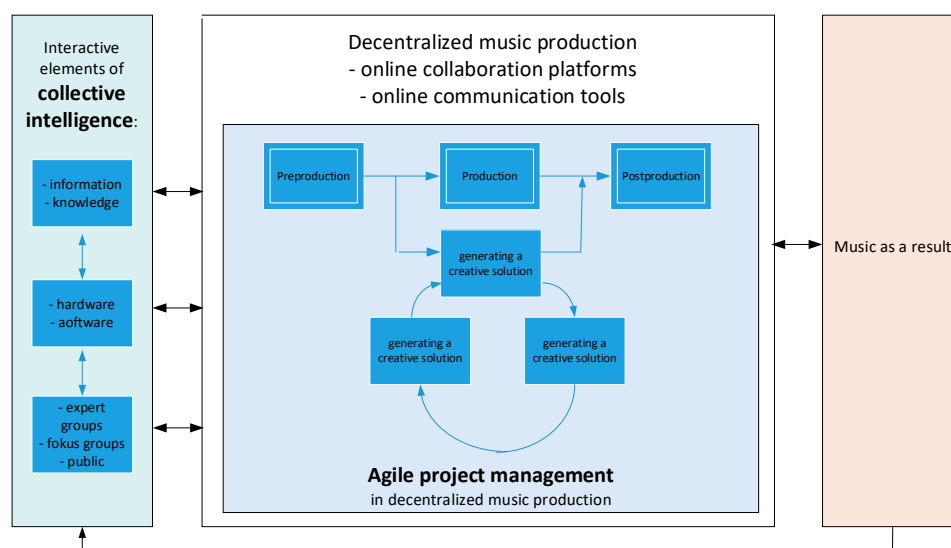 Interactive
elements of
collective
intelligence:
- information
- knowledge
- hardware
- aoftware
- expert
groups
- fokus groups
- public
Decentralized music production
- online collaboration platforms
- online communication tools
Preproduction
Production
Postproduction
generating a
creative solution
generating a
creative solution
generating a
creative solution
Agile project management
in decentralized music production
Music as a result